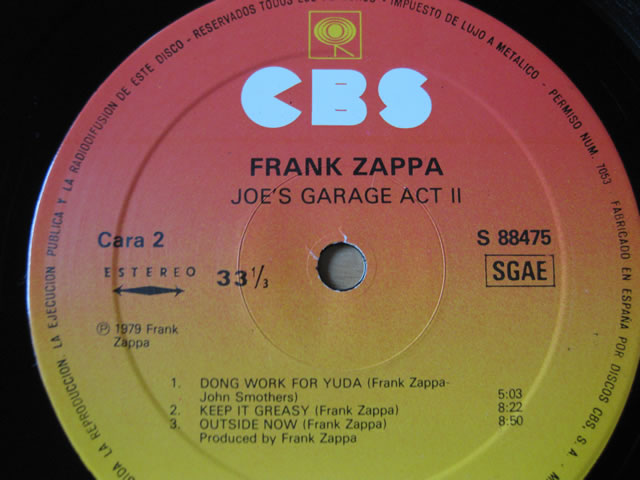 RESERVADOS TODOS
IMPUESTO DE LUJO A METALICO - PERMISO NUM. 7053
FABRICADO EN ESPAÑA POR DISCOS CBS, S. A. -
LA REPRODUCCION, LA EJECUCION PUBLICA Y LA RADIODIFUSION DE ESTE DISCO -
CBS
FRANK ZAPPA
JOE'S GARAGE ACT II
Cara 2
S 88475
ESTEREO
33 1/3
SGAE
℗ 1979 Frank
Zappa
1. DONG WORK FOR YUDA (Frank Zappa-
John Smothers) 5:03
2. KEEP IT GREASY (Frank Zappa) 8:22
3. OUTSIDE NOW (Frank Zappa) 8:50
Produced by Frank Zappa